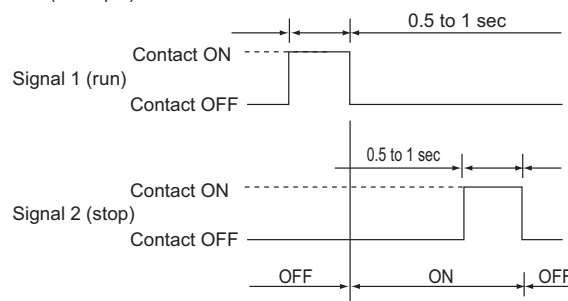 0.5 to 1 sec
Contact ON
Signal 1 (run)
Contact OFF
0.5 to 1 sec
Contact ON
Signal 2 (stop)
Contact OFF
OFF ON OFF